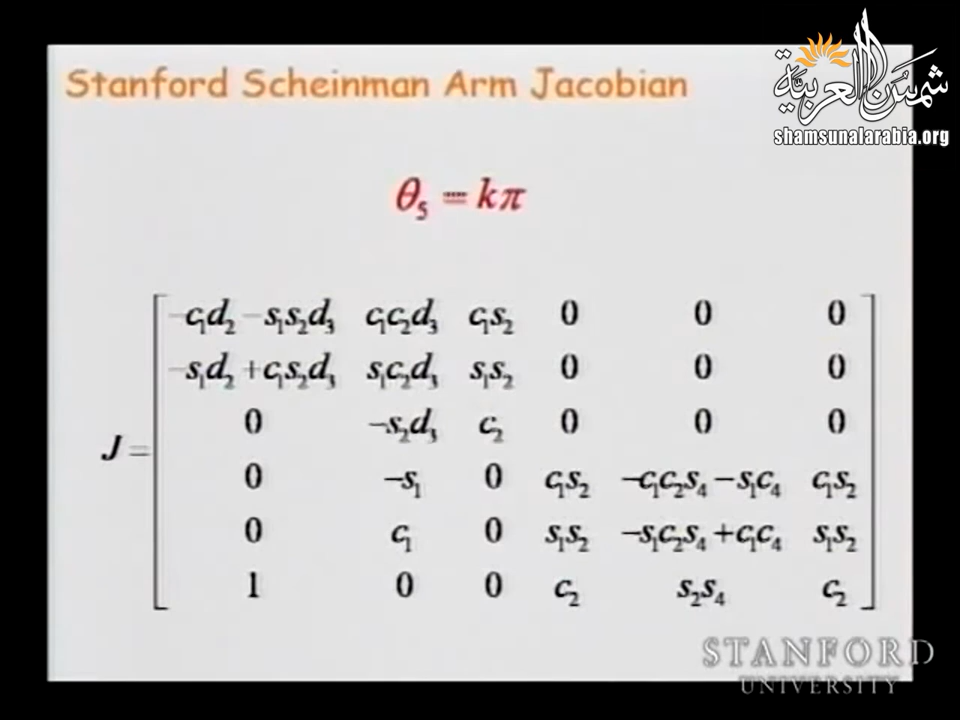 شمس العربية
shamsunalarabia.org
Stanford Scheinman Arm Jacobian
θ₅ = kπ
J =
-c₁d₂ - s₁s₂d₃ c₁c₂d₃ c₁s₂ 0 0 0
-s₁d₂ + c₁s₂d₃ s₁c₂d₃ s₁s₂ 0 0 0
0 -s₂d₃ c₂ 0 0 0
0 -s₁ 0 c₁s₂ -c₁c₂s₄ - s₁c₄ c₁s₂
0 c₁ 0 s₁s₂ -s₁c₂s₄ + c₁c₄ s₁s₂
1 0 0 c₂ s₂s₄ c₂
STANFORD
UNIVERSITY